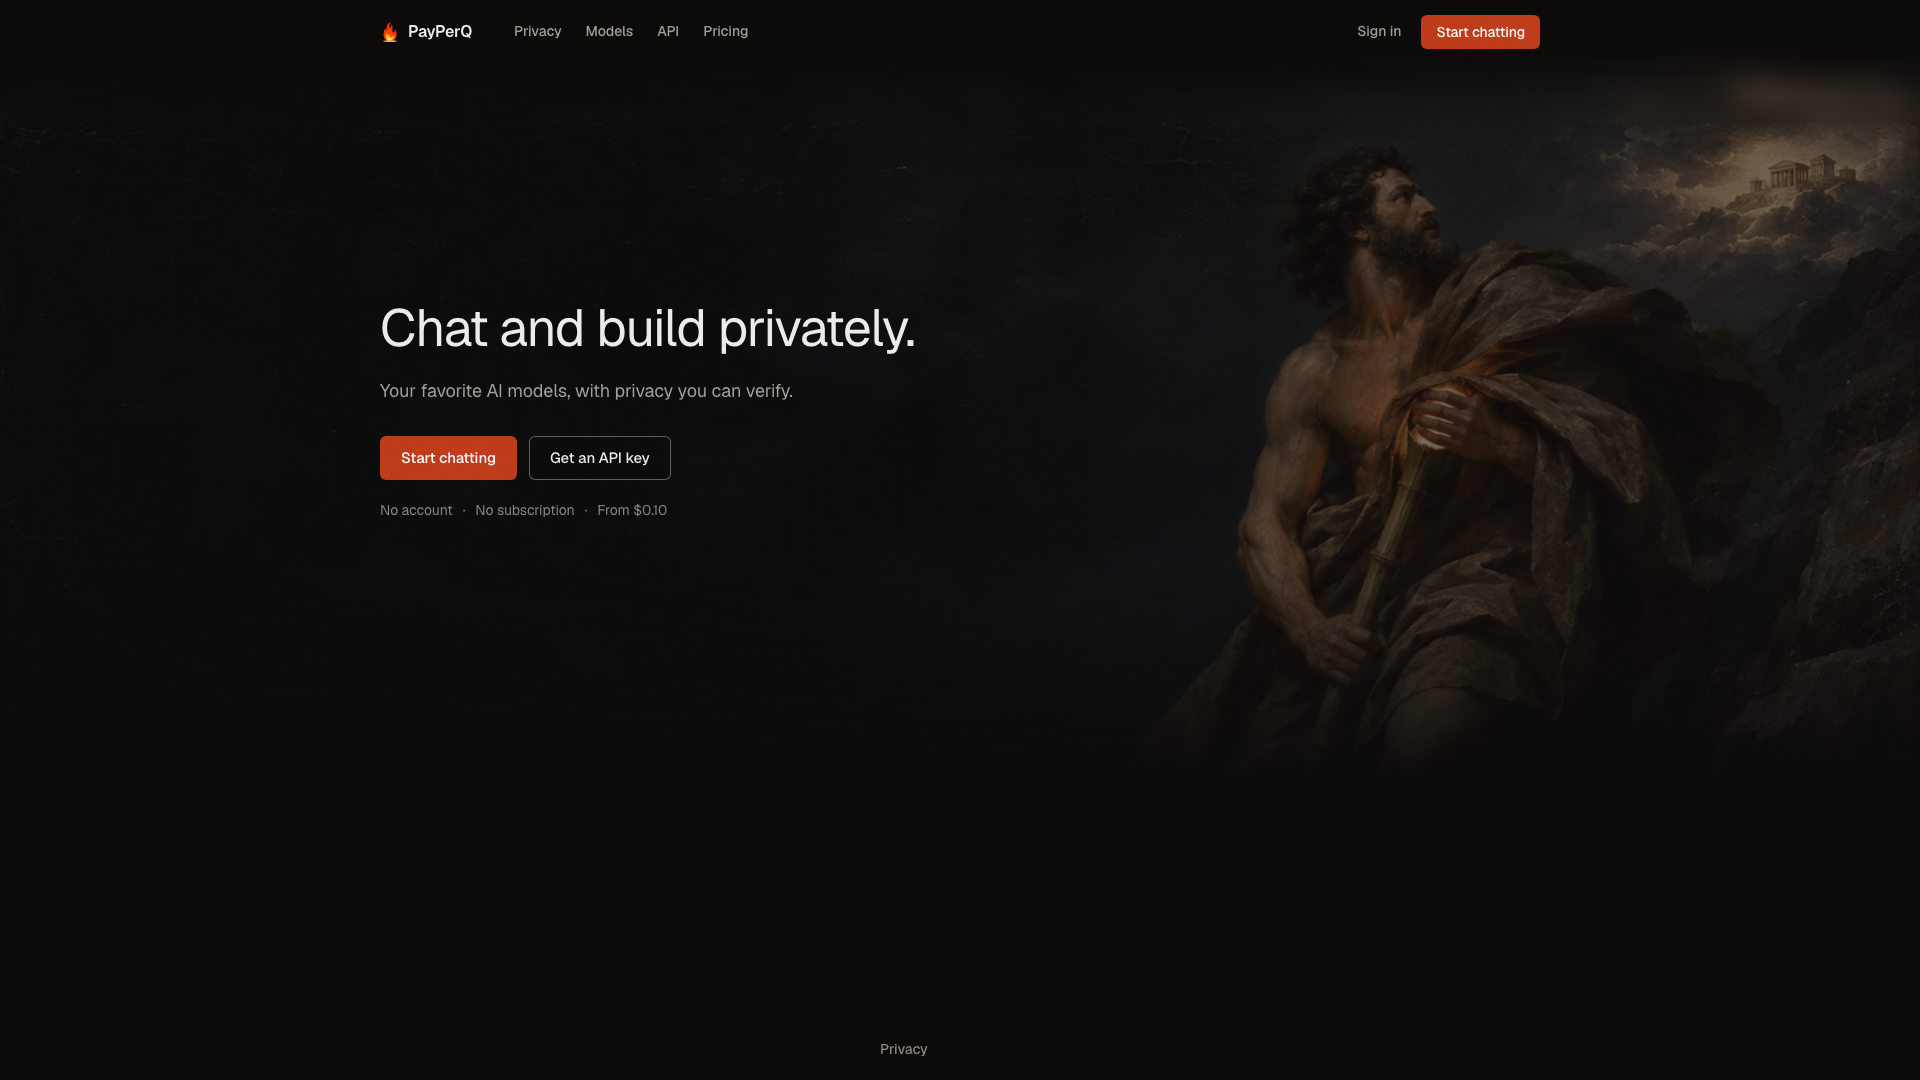 PayPerQ Privacy Models API Pricing Sign in Start chatting
Chat and build privately.
Your favorite AI models, with privacy you can verify.
Start chatting Get an API key
No account · No subscription · From $0.10
Privacy